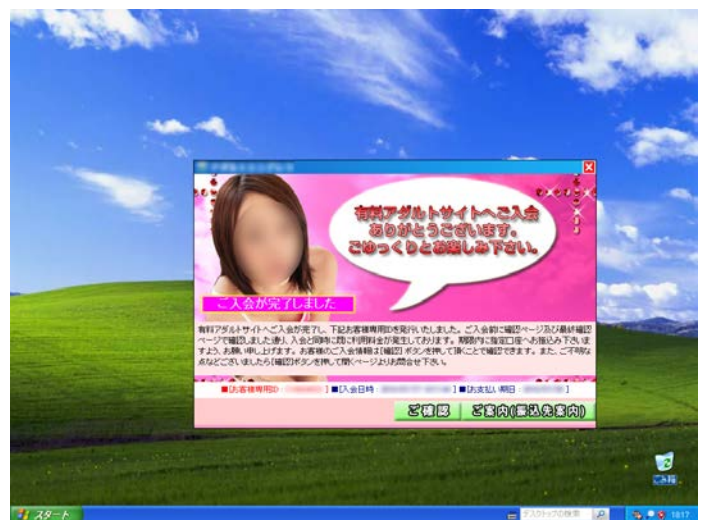 有料アダルトサイトへご入会
ありがとうございます。
ごゆっくりとお楽しみ下さい。
ご入会が完了しました
有料アダルトサイトへご入会が完了し、下記お客様専用IDを発行いたしました。ご入会前に確認ページ及び最終確認
ページで確認しました通り、入会と同時に既に利用料金が発生しております。期限内に指定口座へお振込み下さいま
すよう、お願い申し上げます。お客様のご入会情報は[確認]ボタンを押して頂くことで確認できます。また、ご不明な
点などございましたら[確認]ボタンを押して開くページよりお問合せ下さい。
■[お客様専用ID: ] ■[入会日時: ] ■[お支払い期日: ]
ご確認 ご案内(振込先案内)
ごみ箱
スタート デスクトップの検索 18:17